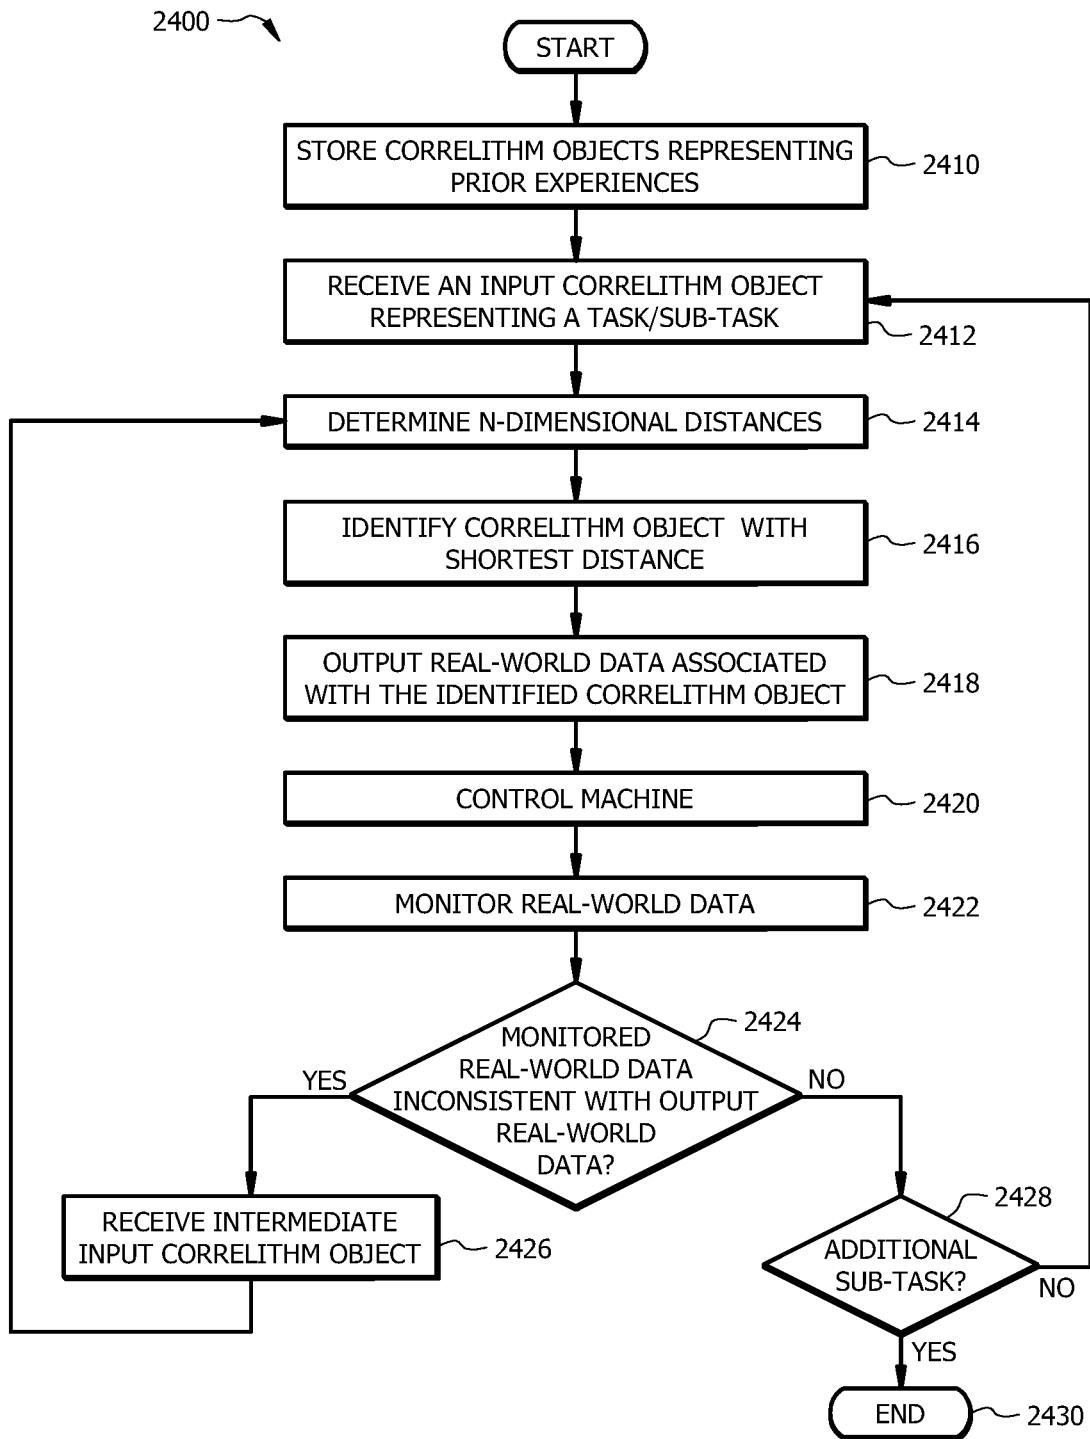 2400
START
STORE CORRELITHM OBJECTS REPRESENTING
PRIOR EXPERIENCES
2410
RECEIVE AN INPUT CORRELITHM OBJECT
REPRESENTING A TASK/SUB-TASK
2412
DETERMINE N-DIMENSIONAL DISTANCES
2414
IDENTIFY CORRELITHM OBJECT WITH
SHORTEST DISTANCE
2416
OUTPUT REAL-WORLD DATA ASSOCIATED
WITH THE IDENTIFIED CORRELITHM OBJECT
2418
CONTROL MACHINE
2420
MONITOR REAL-WORLD DATA
2422
MONITORED
REAL-WORLD DATA
INCONSISTENT WITH OUTPUT
REAL-WORLD
DATA?
2424
YES
NO
RECEIVE INTERMEDIATE
INPUT CORRELITHM OBJECT
2426
ADDITIONAL
SUB-TASK?
2428
NO
YES
END
2430